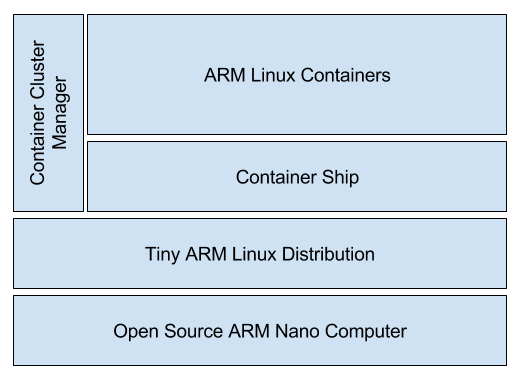 Container Cluster
Manager
ARM Linux Containers
Container Ship
Tiny ARM Linux Distribution
Open Source ARM Nano Computer